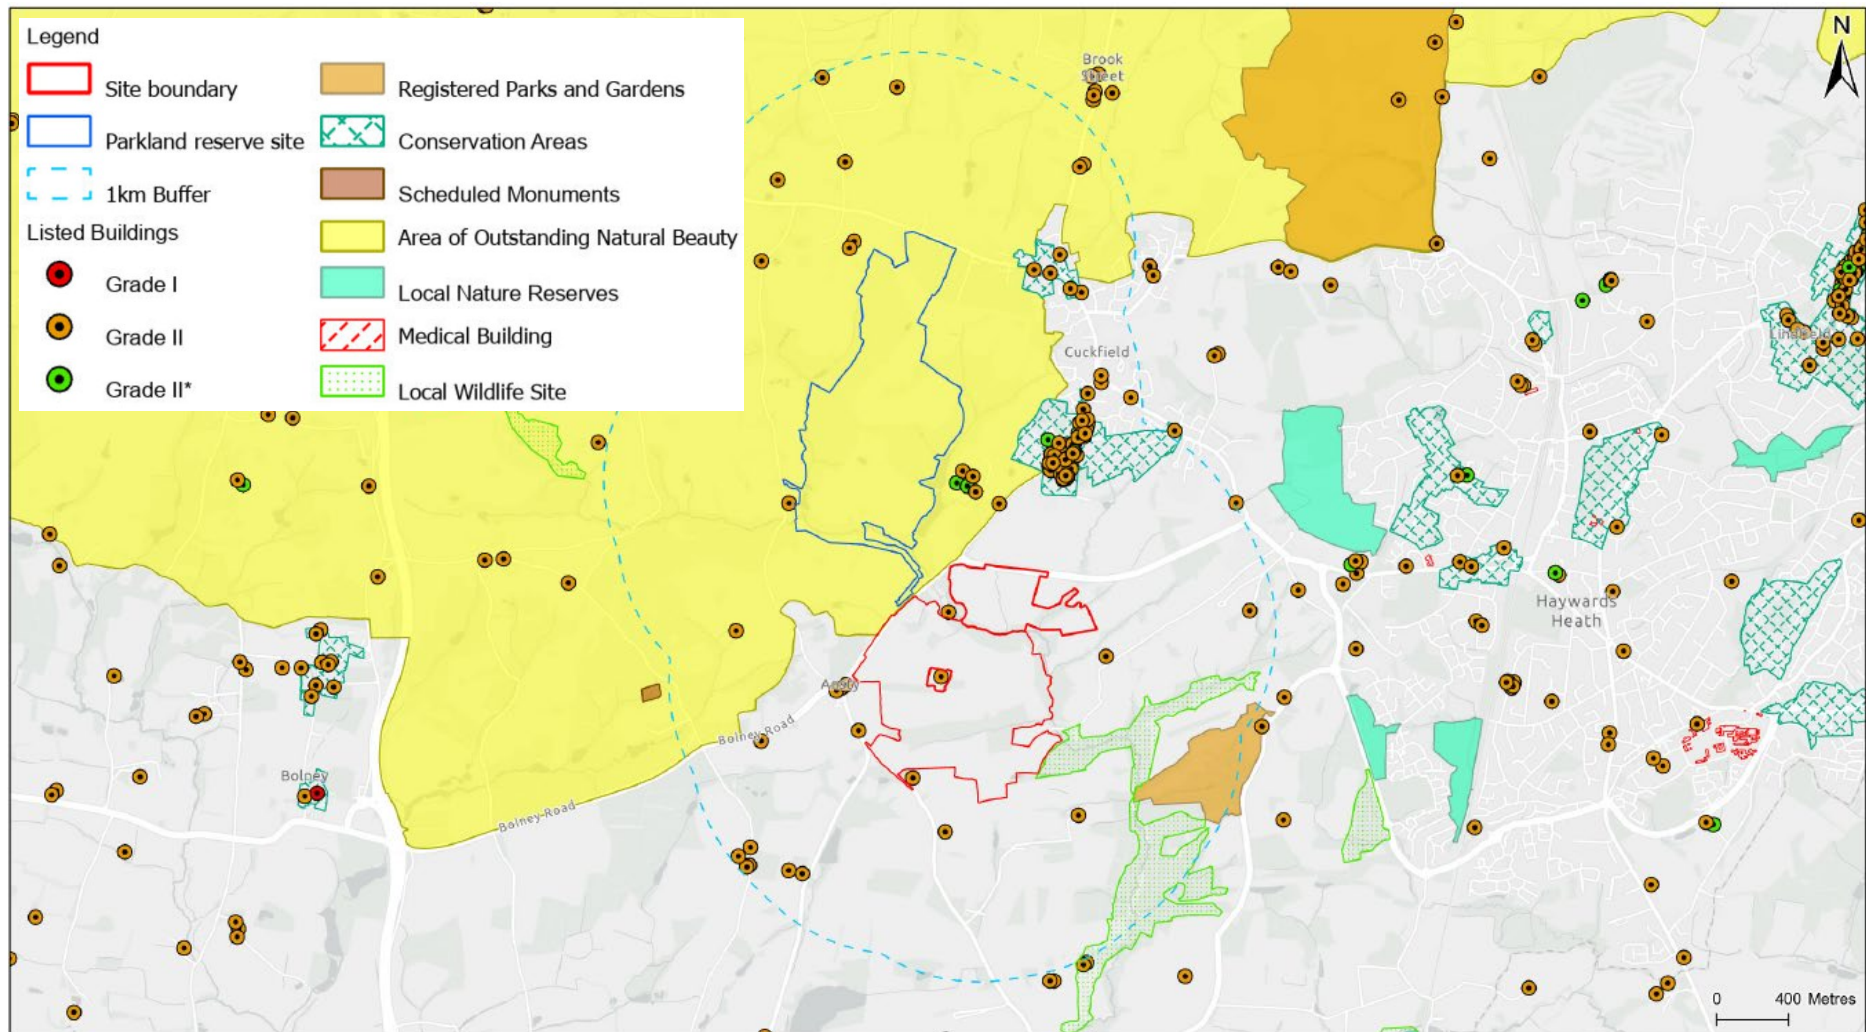 Legend
Site boundary
Parkland reserve site
1km Buffer
Listed Buildings
Grade I
Grade II
Grade II*
Registered Parks and Gardens
Conservation Areas
Scheduled Monuments
Area of Outstanding Natural Beauty
Local Nature Reserves
Medical Building
Local Wildlife Site
N
Brook
Street
Cuckfield
Lindfield
Haywards
Heath
Ansty
Bolney Road
Bolney
Bolney Road
0 400 Metres